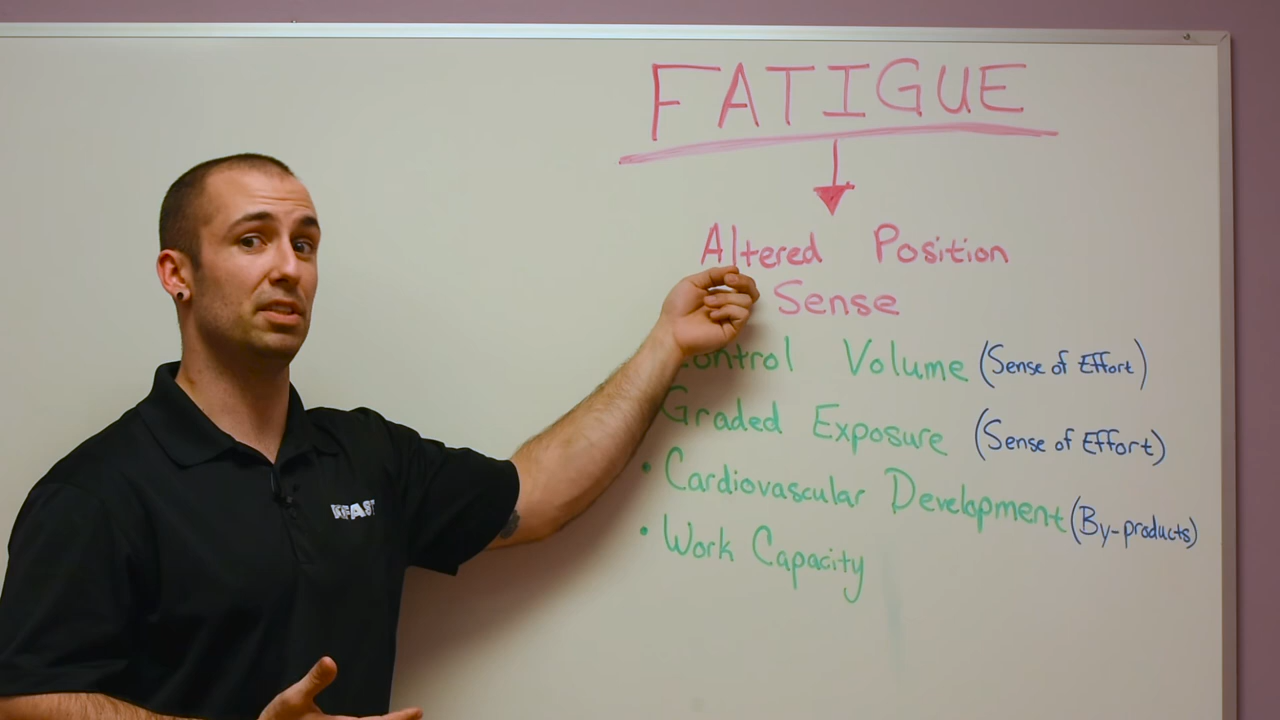 FATIGUE
Altered Position
Sense
Control Volume (Sense of Effort)
Graded Exposure (Sense of Effort)
• Cardiovascular Development (By-products)
• Work Capacity